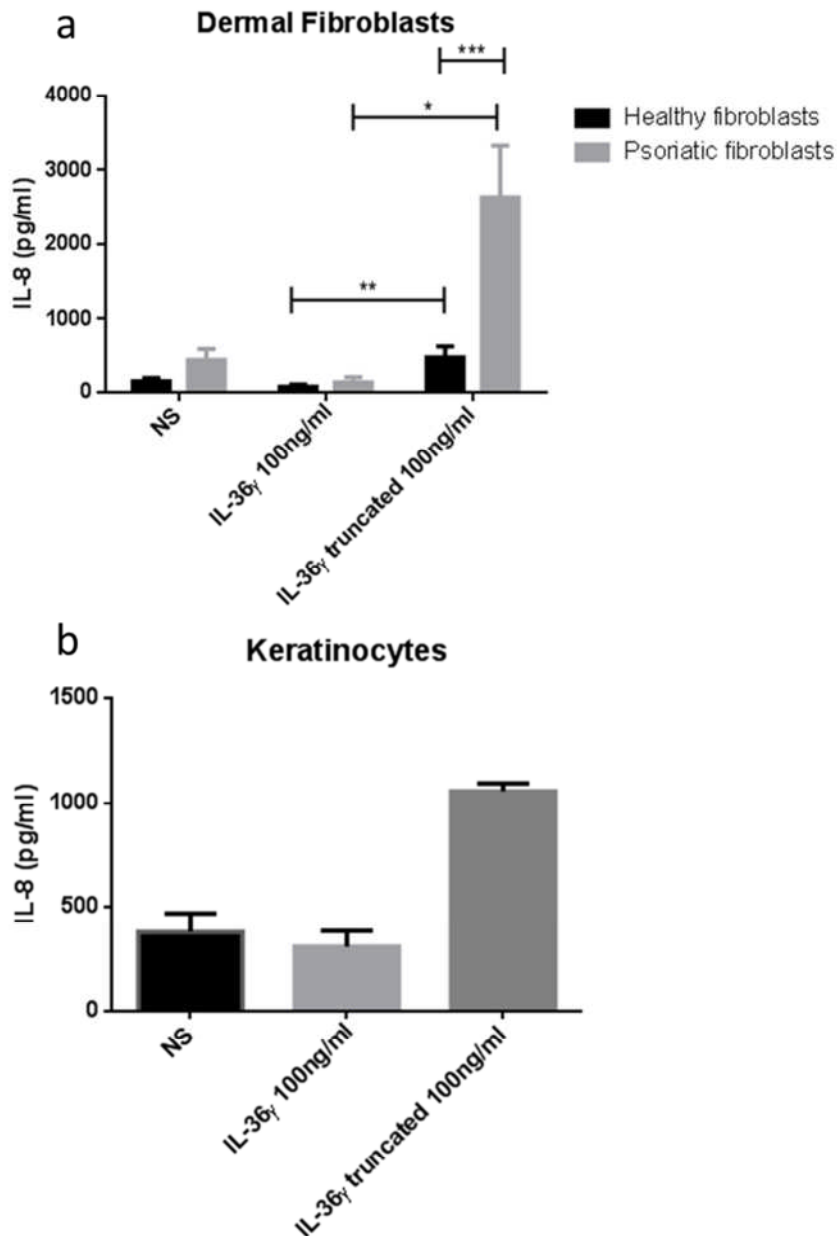 a
Dermal Fibroblasts
***
*
**
4000
3000
2000
1000
0
IL-8 (pg/ml)
Healthy fibroblasts
Psoriatic fibroblasts
NS
IL-36γ 100ng/ml
IL-36γ truncated 100ng/ml
b
Keratinocytes
1500
1000
500
0
IL-8 (pg/ml)
NS
IL-36γ 100ng/ml
IL-36γ truncated 100ng/ml